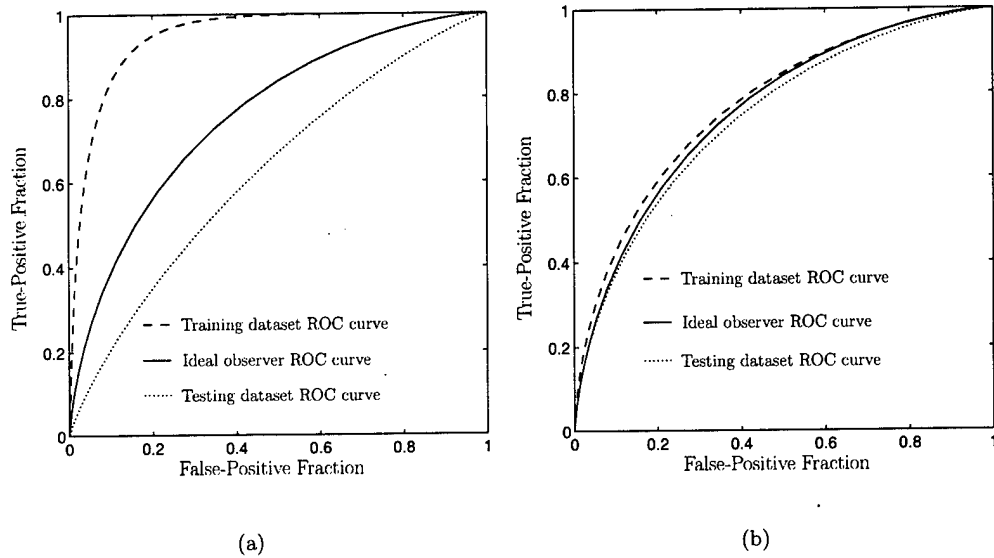 1
0.8
0.6
0.4
0.2
0
True-Positive Fraction
Training dataset ROC curve
Ideal observer ROC curve
Testing dataset ROC curve
0 0.2 0.4 0.6 0.8 1
False-Positive Fraction
(a)
1
0.8
0.6
0.4
0.2
0
True-Positive Fraction
Training dataset ROC curve
Ideal observer ROC curve
Testing dataset ROC curve
0 0.2 0.4 0.6 0.8 1
False-Positive Fraction
(b)